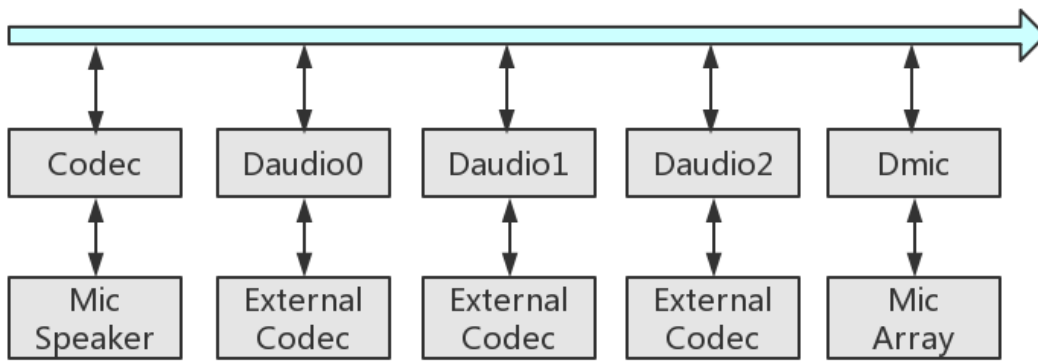 Codec
Daudio0
Daudio1
Daudio2
Dmic
Mic
Speaker
External
Codec
External
Codec
External
Codec
Mic
Array